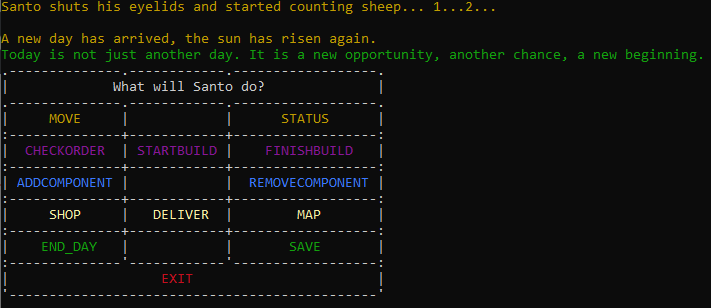 Santo shuts his eyelids and started counting sheep... 1...2...
A new day has arrived, the sun has risen again.
Today is not just another day. It is a new opportunity, another chance, a new beginning.
What will Santo do?
MOVE STATUS
CHECKORDER STARTBUILD FINISHBUILD
ADDCOMPONENT REMOVECOMPONENT
SHOP DELIVER MAP
END_DAY SAVE
EXIT